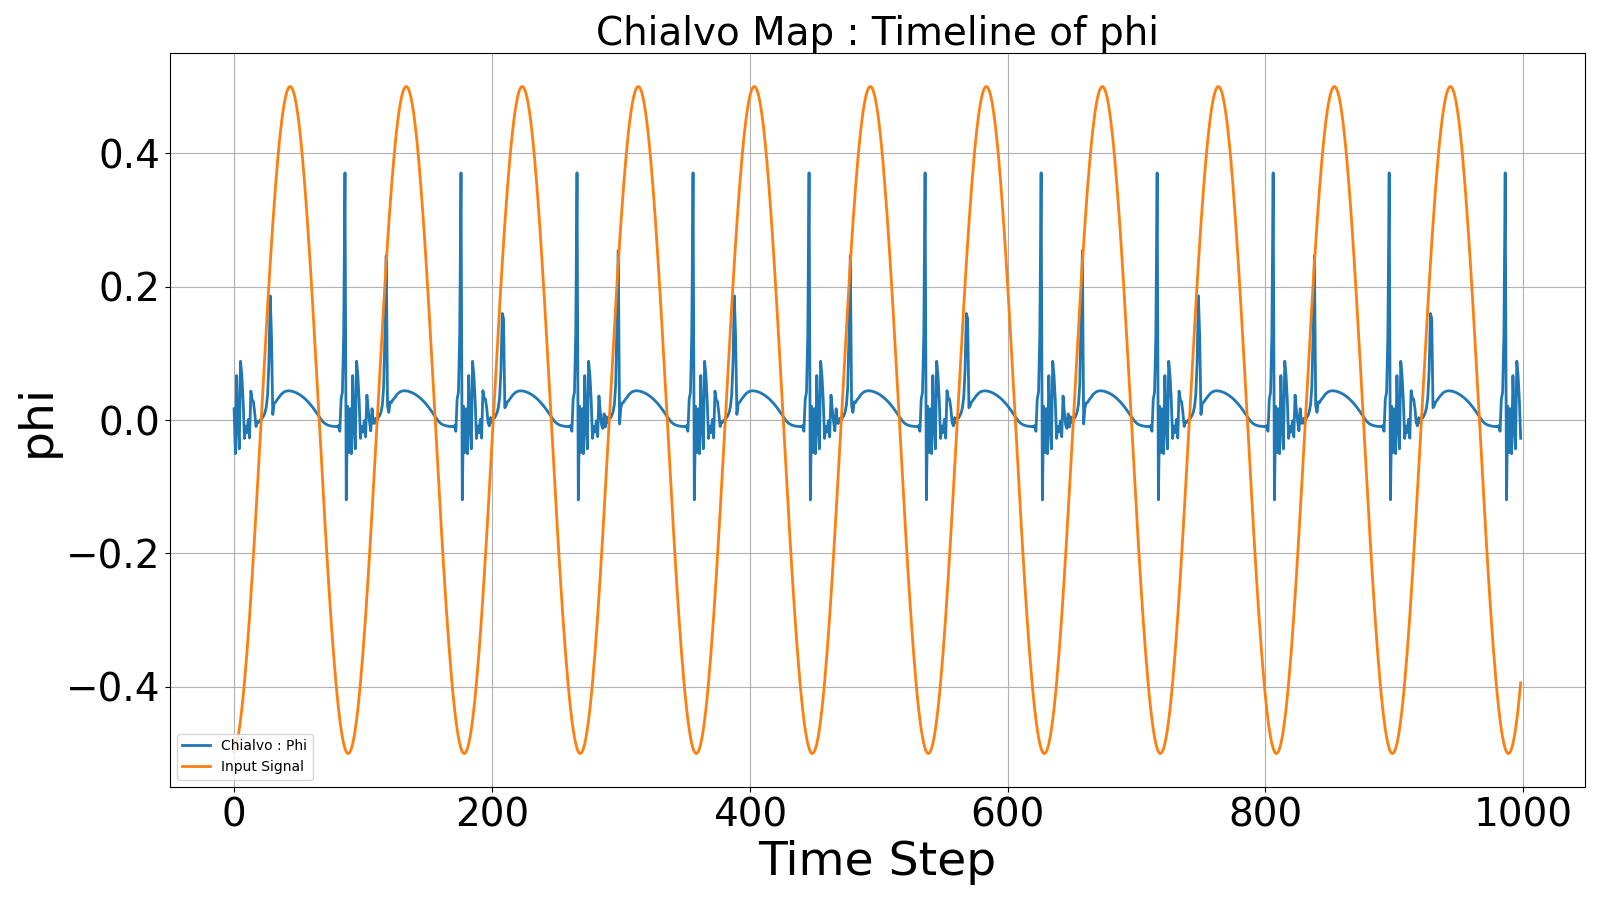 Chialvo Map : Timeline of phi
phi
0.4
0.2
0.0
−0.2
−0.4
Chialvo : Phi
Input Signal
0 200 400 600 800 1000
Time Step